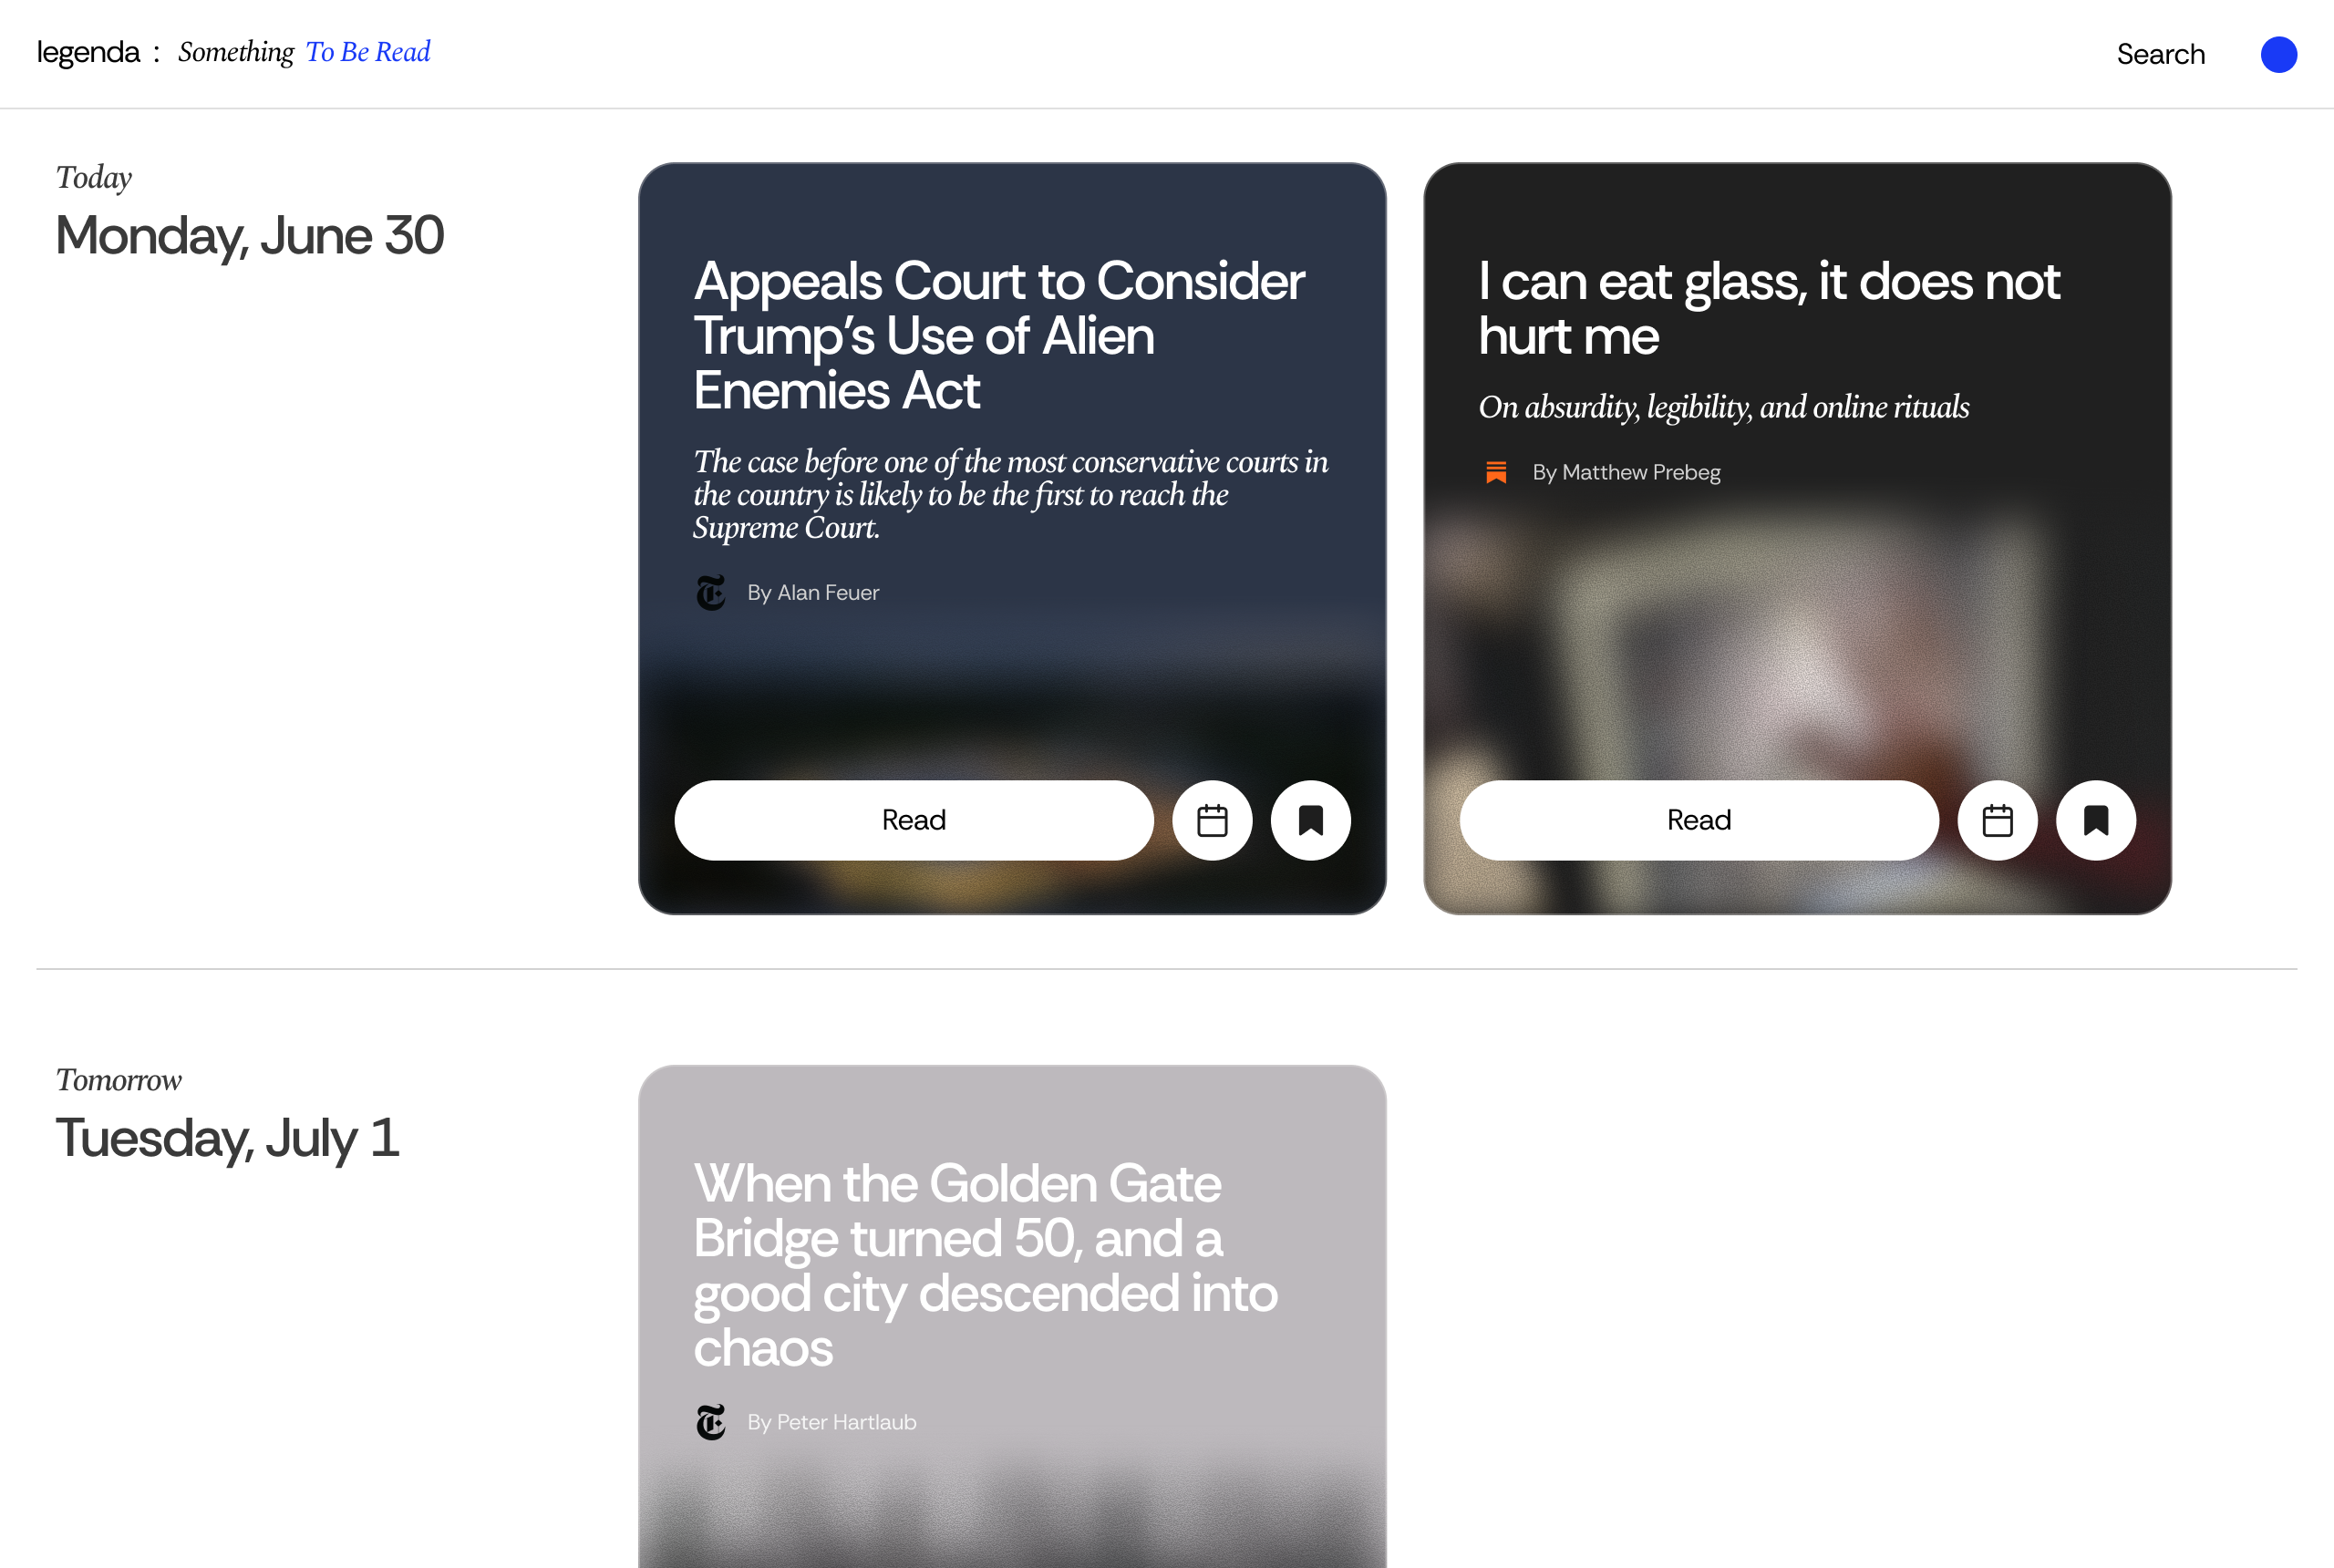 legenda : Something To Be Read
Search
Today
Monday, June 30
Appeals Court to Consider
Trump’s Use of Alien
Enemies Act
The case before one of the most conservative courts in
the country is likely to be the first to reach the
Supreme Court.
By Alan Feuer
Read
I can eat glass, it does not
hurt me
On absurdity, legibility, and online rituals
By Matthew Prebeg
Read
Tomorrow
Tuesday, July 1
When the Golden Gate
Bridge turned 50, and a
good city descended into
chaos
By Peter Hartlaub